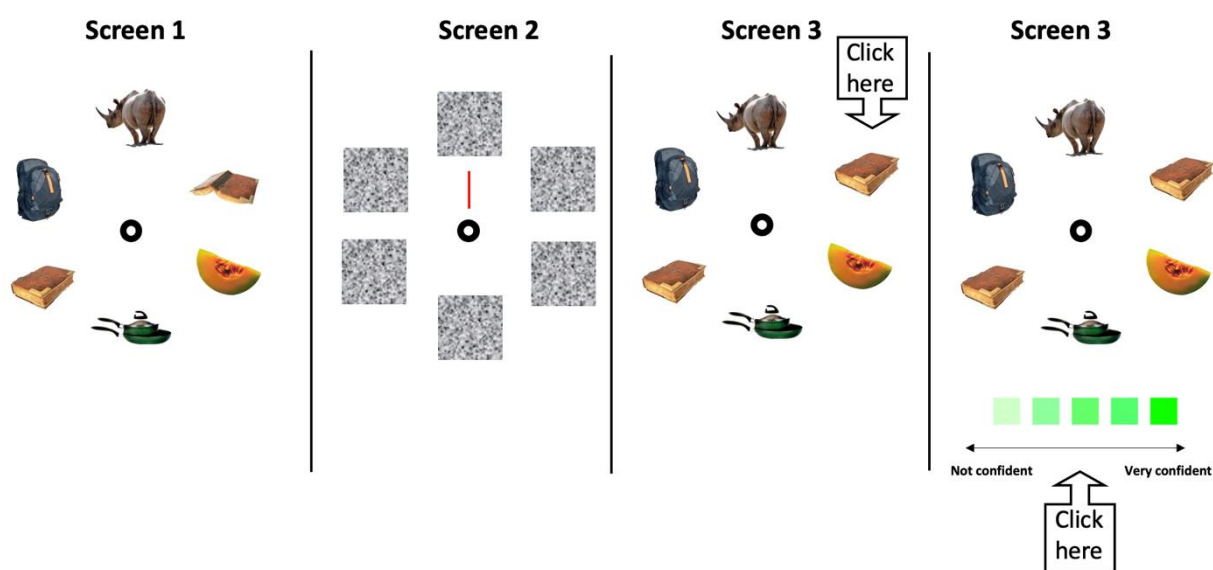 Screen 1
Screen 2
Screen 3
Screen 3
Click
here
Not confident
Very confident
Click
here